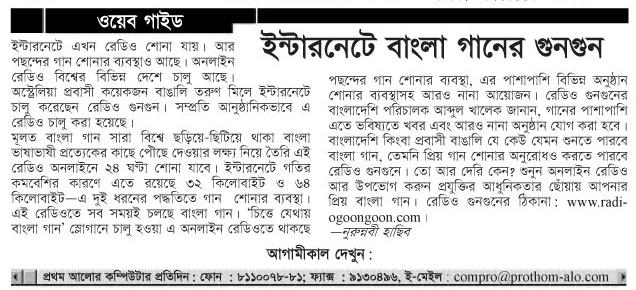 ওয়েব গাইড
ইন্টারনেটে বাংলা গানের গুনগুন
ইন্টারনেটে এখন রেডিও শোনা যায়। আর
পছন্দের গান শোনার ব্যবস্থাও আছে। অনলাইন
রেডিও বিশ্বের বিভিন্ন দেশে চালু আছে।
অস্ট্রেলিয়া প্রবাসী কয়েকজন বাঙালি তরুণ মিলে ইন্টারনেটে
চালু করেছেন রেডিও গুনগুন। সম্প্রতি আনুষ্ঠানিকভাবে এ
রেডিও চালু করা হয়েছে।
মূলত বাংলা গান সারা বিশ্বে ছড়িয়ে-ছিটিয়ে থাকা বাংলা
ভাষাভাষী প্রত্যেকের কাছে পৌঁছে দেওয়ার লক্ষ্য নিয়ে তৈরি এই
রেডিও অনলাইনে ২৪ ঘণ্টা শোনা যাবে। ইন্টারনেটে গতির
কমবেশির কারণে এতে রয়েছে ৩২ কিলোবাইট ও ৬৪
কিলোবাইট—এ দুই ধরনের পদ্ধতিতে গান শোনার ব্যবস্থা।
এই রেডিওতে সব সময়ই চলছে বাংলা গান। ‘চিত্তে যেথায়
বাংলা গান’ স্লোগানে চালু হওয়া এ অনলাইন রেডিওতে থাকছে
পছন্দের গান শোনার ব্যবস্থা, এর পাশাপাশি বিভিন্ন অনুষ্ঠান
শোনার ব্যবস্থাসহ আরও নানা আয়োজন। রেডিও গুনগুনের
বাংলাদেশি পরিচালক আব্দুল খালেক জানান, গানের পাশাপাশি
এতে ভবিষ্যতে খবর এবং আরও নানা অনুষ্ঠান যোগ করা হবে।
বাংলাদেশি কিংবা প্রবাসী বাঙালি যে কেউ যেমন শুনতে পারবে
বাংলা গান, তেমনি প্রিয় গান শোনার অনুরোধও করতে পারবে
রেডিও গুনগুনে। তো আর দেরি কেন? শুনুন অনলাইন রেডিও
আর উপভোগ করুন প্রযুক্তির আধুনিকতার ছোঁয়ায় আপনার
প্রিয় বাংলা গান। রেডিও গুনগুনের ঠিকানা: www.radi-
ogoongoon.com।
—নুরুন্নবী হাছিব
আগামীকাল দেখুন :
প্রথম আলোর কম্পিউটার প্রতিদিন : ফোন : ৮১১০০৭৮-৮১; ফ্যাক্স : ৯১৩০৪৯৬, ই-মেইল : compro@prothom-alo.com